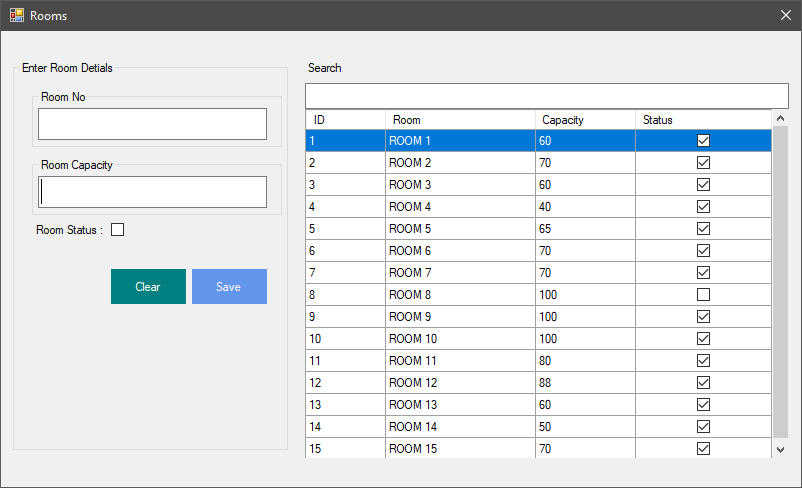 Rooms
Enter Room Detials
Room No
Room Capacity
Room Status :
Clear Save
Search
ID Room Capacity Status
1 ROOM 1 60
2 ROOM 2 70
3 ROOM 3 60
4 ROOM 4 40
5 ROOM 5 65
6 ROOM 6 70
7 ROOM 7 70
8 ROOM 8 100
9 ROOM 9 100
10 ROOM 10 100
11 ROOM 11 80
12 ROOM 12 88
13 ROOM 13 60
14 ROOM 14 50
15 ROOM 15 70